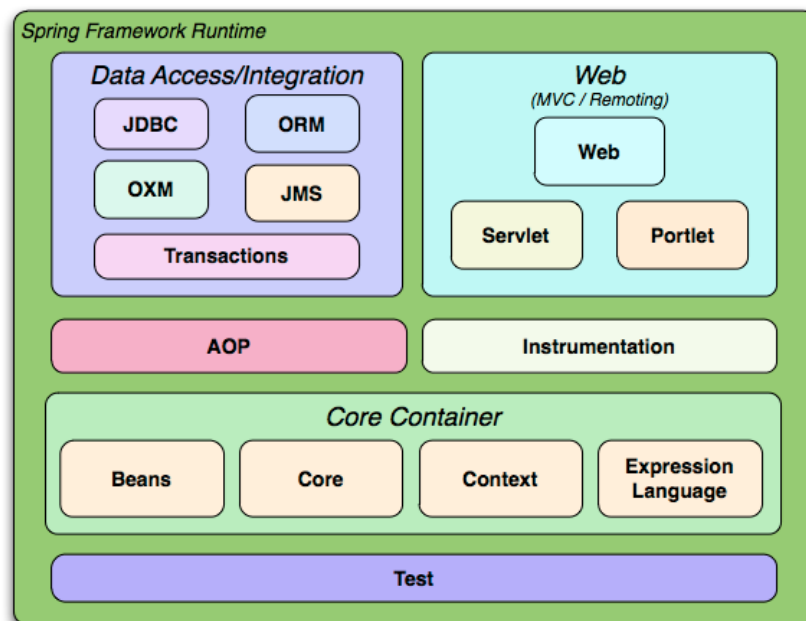 Spring Framework Runtime
Data Access/Integration
JDBC
ORM
OXM
JMS
Transactions
Web
(MVC / Remoting)
Web
Servlet
Portlet
AOP
Instrumentation
Core Container
Beans
Core
Context
Expression
Language
Test